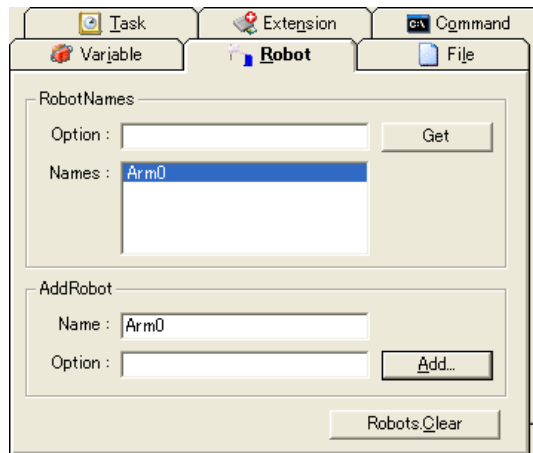 Task Extension Command
Variable Robot File
RobotNames
Option : Get
Names : Arm0
AddRobot
Name : Arm0
Option : Add...
Robots.Clear